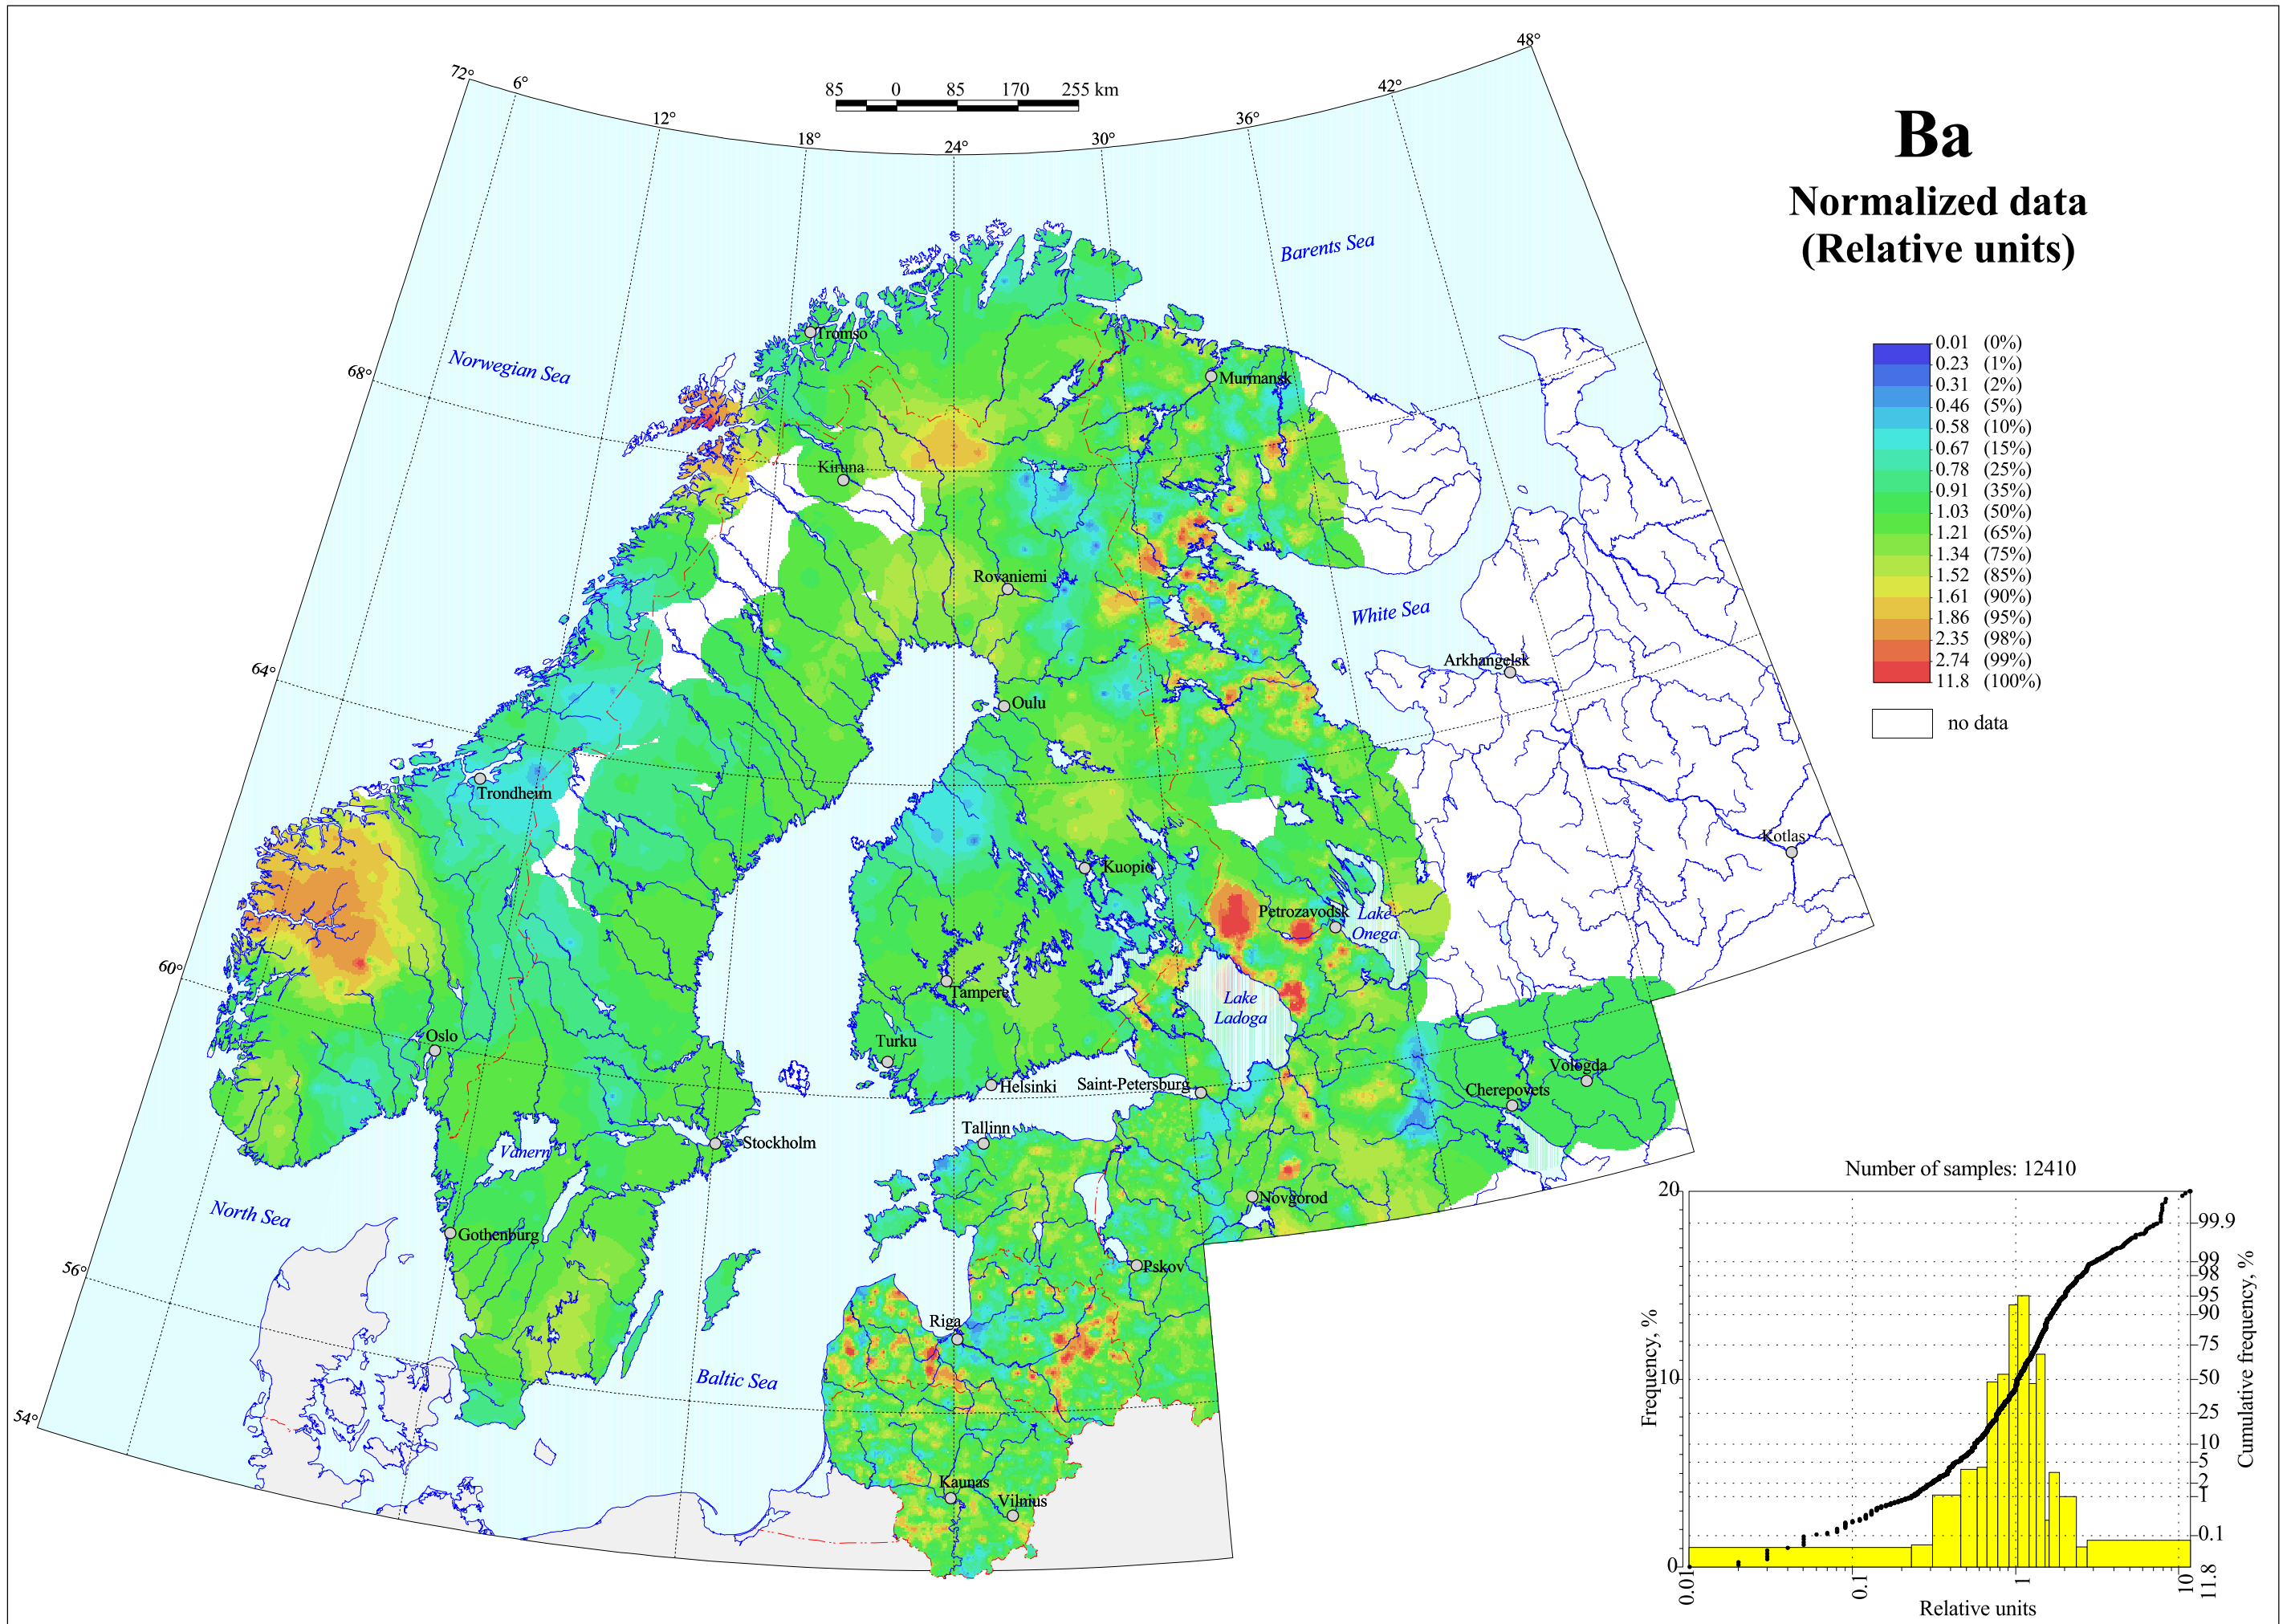 48°
72°
6°
42°
85 0 85 170 255 km
12°
36°
18°
30°
24°
Ba
Normalized data
(Relative units)
Barents Sea
Tromso
Norwegian Sea
68°
Murmansk
Kiruna
Rovaniemi
White Sea
64°
Arkhangelsk
Oulu
Trondheim
Kotlas
Kuopio
Petrozavodsk
Lake
Onega
60°
Tampere
Lake
Ladoga
Oslo
Turku
Vologda
Helsinki
Saint-Petersburg
Cherepovets
Tallinn
Stockholm
Vanern
Novgorod
North Sea
Gothenburg
56°
Pskov
Riga
Baltic Sea
54°
Kaunas
Vilnius
0.01 (0%)
0.23 (1%)
0.31 (2%)
0.46 (5%)
0.58 (10%)
0.67 (15%)
0.78 (25%)
0.91 (35%)
1.03 (50%)
1.21 (65%)
1.34 (75%)
1.52 (85%)
1.61 (90%)
1.86 (95%)
2.35 (98%)
2.74 (99%)
11.8 (100%)
no data
Number of samples: 12410
Frequency, %
20
10
0
Cumulative frequency, %
99.9
99
98
95
90
75
50
25
10
5
2
1
0.1
0.01
0.1
1
10
11.8
Relative units